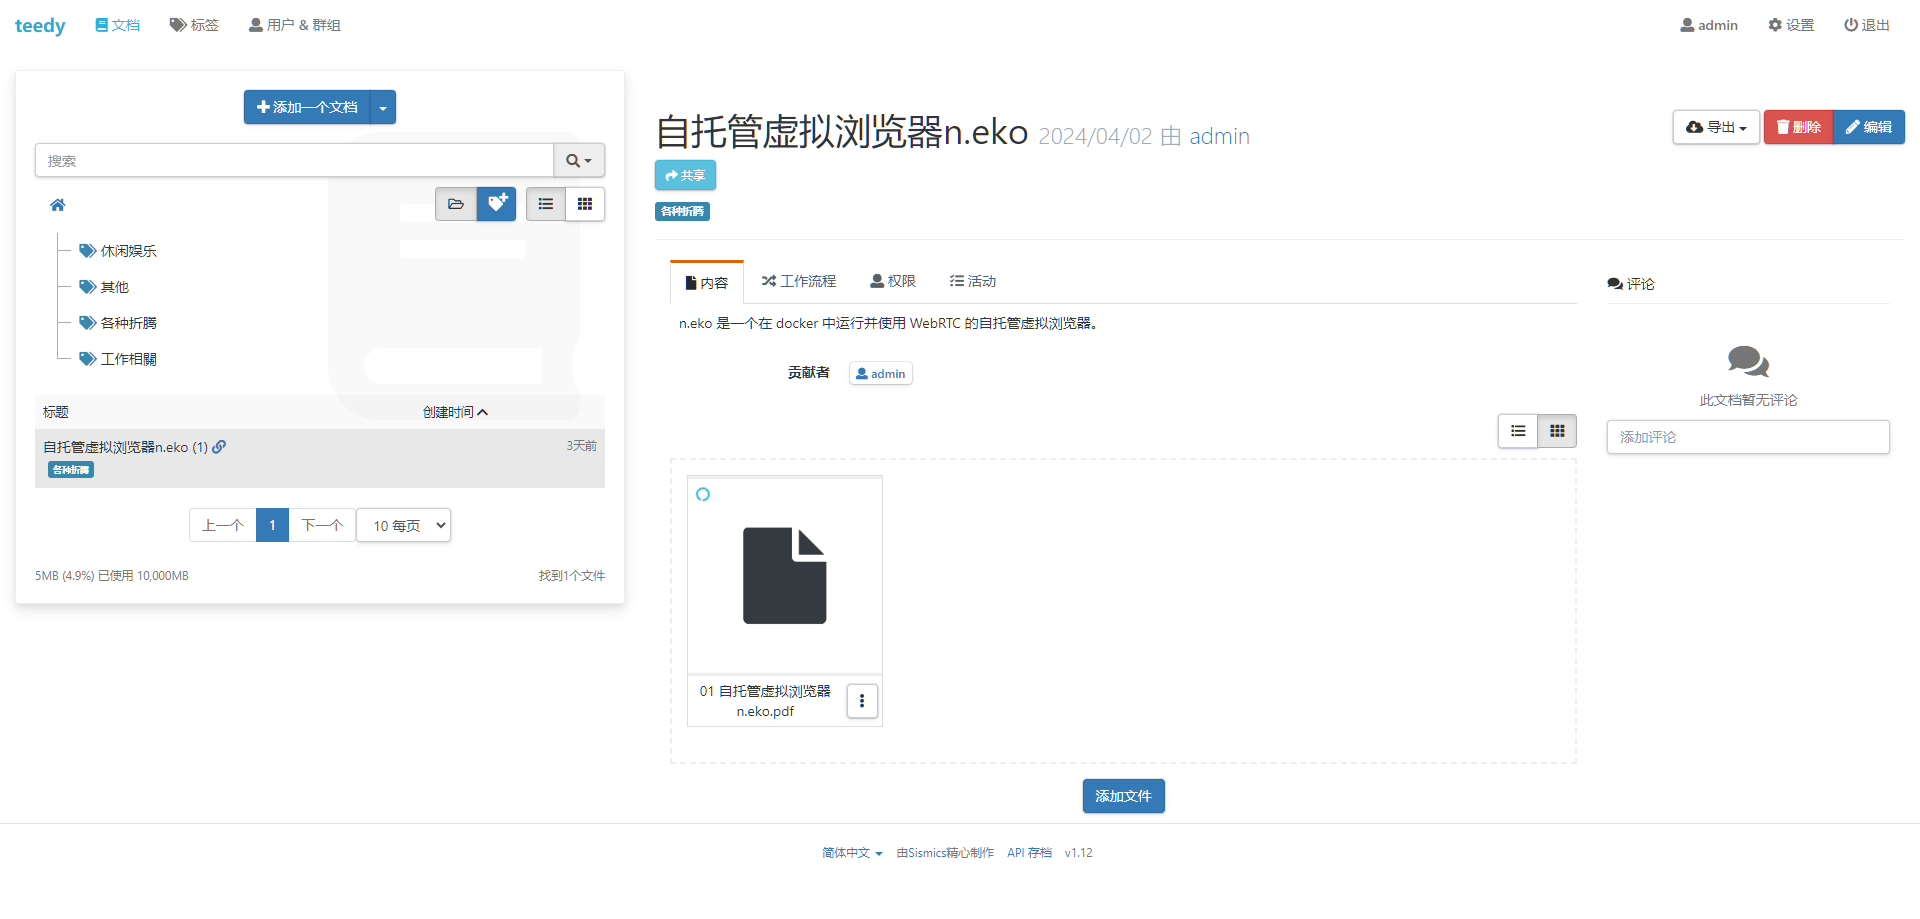 teedy 文档 标签 用户 & 群组 admin 设置 退出
添加一个文档
搜索
休闲娱乐
其他
各种折腾
工作相關
标题 创建时间
自托管虚拟浏览器n.eko (1) 3天前
各种折腾
上一个 1 下一个 10 每页
5MB (4.9%) 已使用 10,000MB 找到1个文件
自托管虚拟浏览器n.eko 2024/04/02 由 admin
导出 删除 编辑
共享
各种折腾
内容 工作流程 权限 活动
n.eko 是一个在 docker 中运行并使用 WebRTC 的自托管虚拟浏览器。
贡献者 admin
01 自托管虚拟浏览器
n.eko.pdf
添加文件
评论
此文档暂无评论
添加评论
简体中文 由Sismics精心制作 API 存档 v1.12